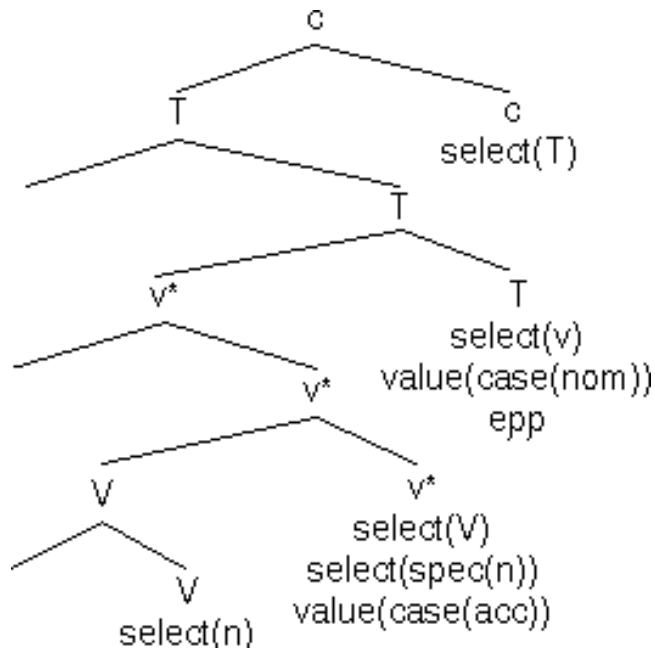 c
T c
select(T)
T
v* T
select(v)
value(case(nom))
epp
v*
V v*
select(V)
select(spec(n))
value(case(acc))
V
select(n)